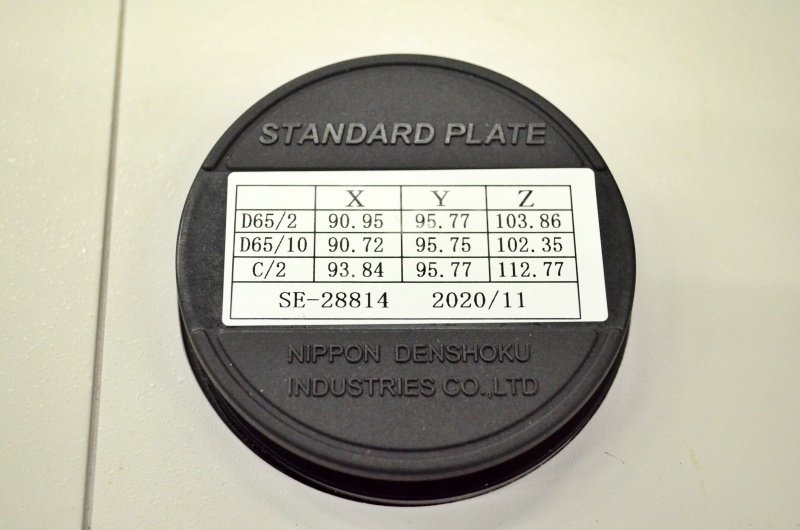 STANDARD PLATE
X Y Z
D65/2 90.95 95.77 103.86
D65/10 90.72 95.75 102.35
C/2 93.84 95.77 112.77
SE-28814 2020/11
NIPPON DENSHOKU
INDUSTRIES CO.,LTD